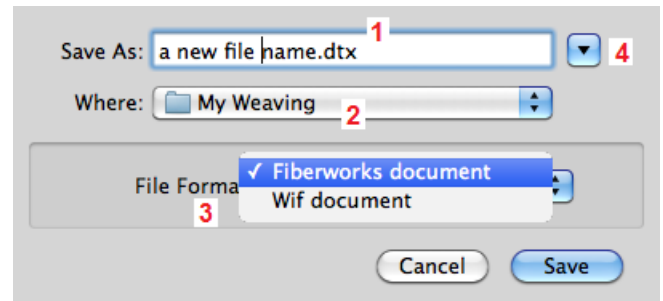 1
Save As: a new file name.dtx 4
Where: My Weaving
2
✓ Fiberworks document
File Forma
Wif document
3
Cancel Save